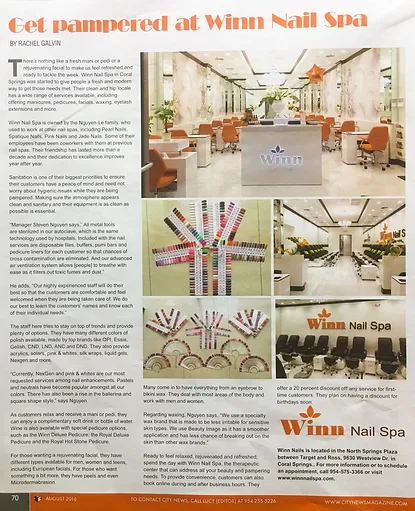 Get pampered at Winn Nail Spa
BY RACHEL GALVIN
There's nothing like a fresh mani or pedi or a
rejuvenating facial to make us feel refreshed and
ready to tackle the week. Winn Nail Spa in Coral
Springs was started to give people a fresh and modern
way to get those needs met. Their clean and hip locale
has a wide range of services available, including
offering manicures, pedicures, facials, waxing, eyelash
extensions and more.
Winn Nail Spa is owned by the Nguyen-Le family, who
used to work at other nail spas, including Pearl Nails,
Spatique Nails, Pink Nails and Jade Nails. Some of their
employees have been coworkers with them at previous
nail spas. Their friendship has lasted more than a
decade and their dedication to excellence improves
year after year.
Sanitation is one of their biggest priorities to ensure
their customers have a peace of mind and need not
worry about hygienic issues while they are being
pampered. Making sure the atmosphere appears
clean and sanitary and their equipment is as clean as
possible is essential.
"Manager Steven Nguyen says," All metal tools
are sterilized in our autoclave, which is the same
technology used by hospitals. Included with the nail
services are disposable files, buffers, pumi bars and
pedicure liners for each customer so that chances of
cross contamination are eliminated. And our advanced
air ventilation system allows [people] to breathe with
ease as it filters out toxic fumes and dust."
He adds, "Our highly experienced staff will do their
best so that the customers are comfortable and feel
welcomed when they are being taken care of. We do
our best to learn the customers' names and know each
of their individual needs."
The staff here tries to stay on top of trends and provide
plenty of options. They have many different colors
of polish available, made by top brands like OPI, Essie,
Gelish, CND, LNO, ANC and DND. They also provide
acrylics, solars, pink & whites, silk wraps, liquid gels,
Nexgen and more.
"Currently, NexGen and pink & whites are our most
requested services among nail enhancements. Pastels
and neutrals have become popular amongst all our
colors. There has also been a rise in the ballerina and
square shape style," says Nguyen.
As customers relax and receive a mani or pedi, they
can enjoy a complimentary soft drink or bottle of water.
Winn is also available with special pedicure options,
such as the Winn Deluxe Pedicure, the Royal Deluxe
Pedicure and the Royal Hot Stone Pedicure.
For those wanting a rejuvenating facial, they have
different types available for men, women and teens,
including European facials. For those who want
something a bit more, they have peels and even
Microdermabrasion.
Winn
Winn Nail Spa
Many come in to have everything from an eyebrow to
bikini wax. They deal with most areas of the body and
work with men and women.
Regarding waxing, Nguyen says, "We use a specialty
wax brand that is made to be less irritable for sensitive
skin types. We use Beauty Image as it has a smoother
application and has less chance of breaking out on the
skin than other wax brands."
Ready to feel relaxed, rejuvenated and refreshed,
spend the day with Winn Nail Spa, the therapeutic
center that can address all your beauty and pampering
needs. To provide convenience, customers can also
book online during and after business hours. They
offer a 20 percent discount off any service for first-
time customers. They plan on having a discount for
birthdays soon.
Winn Nail Spa
Winn Nails is located in the North Springs Plaza
between Target and Ross, 9630 Westview Dr. in
Coral Springs.. For more information or to schedule
an appointment, call 954-575-3366 or visit
www.winnnailspa.com.
70
AUGUST 2016
TO CONTACT CITY NEWS, CALL LUCY (EDITOR) AT 954 255 5226
WWW.CITYNEWSMAGAZINE.COM